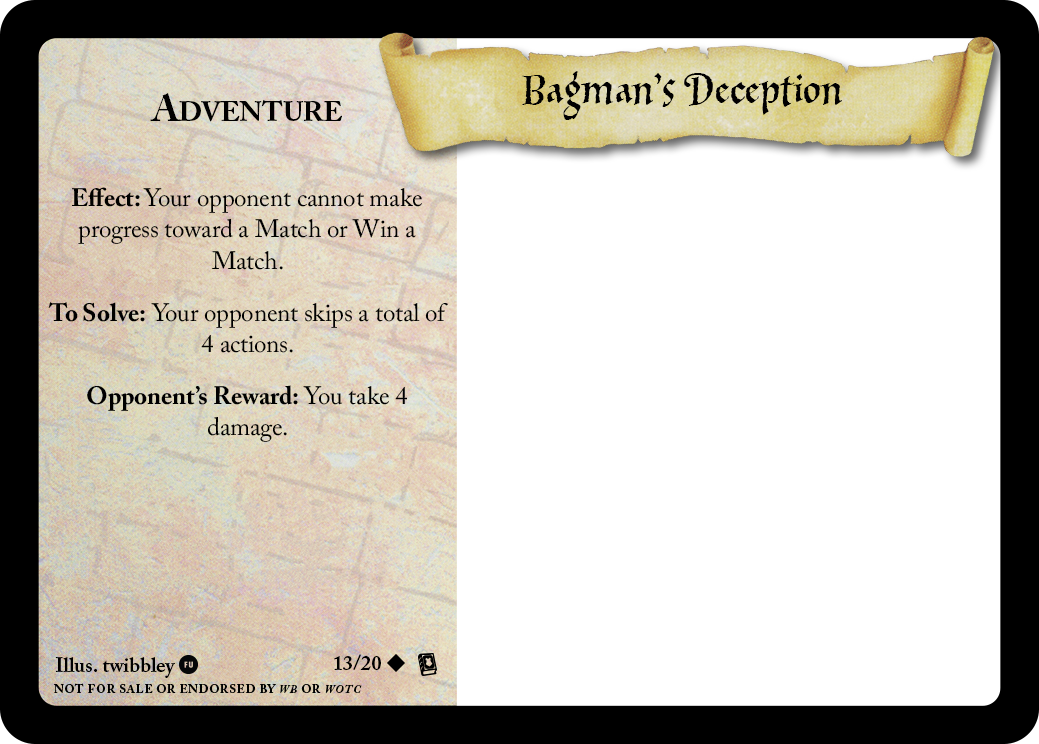 Bagman's Deception
ADVENTURE
Effect: Your opponent cannot make
progress toward a Match or Win a
Match.
To Solve: Your opponent skips a total of
4 actions.
Opponent's Reward: You take 4
damage.
Illus. twibbley FU
13/20
NOT FOR SALE OR ENDORSED BY WB OR WOTC